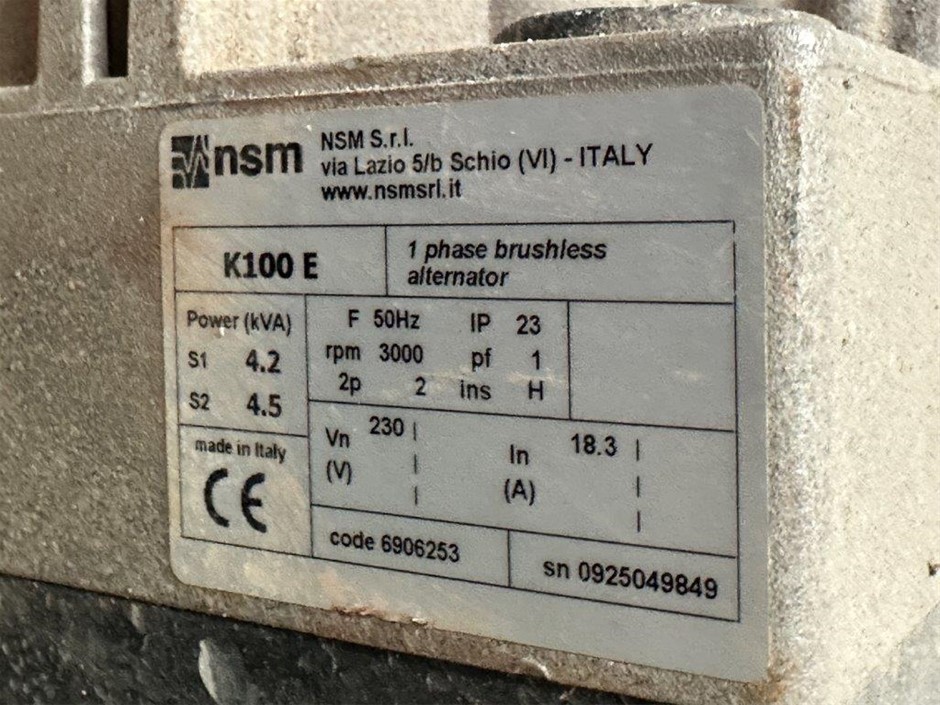 nsm
NSM S.r.l.
via Lazio 5/b Schio (VI) - ITALY
www.nsmsrl.it
K100 E
1 phase brushless
alternator
Power (kVA)
S1 4.2
S2 4.5
F 50Hz IP 23
rpm 3000 pf 1
2p 2 ins H
made in Italy
CE
Vn 230
(V)
In 18.3
(A)
code 6906253
sn 0925049849